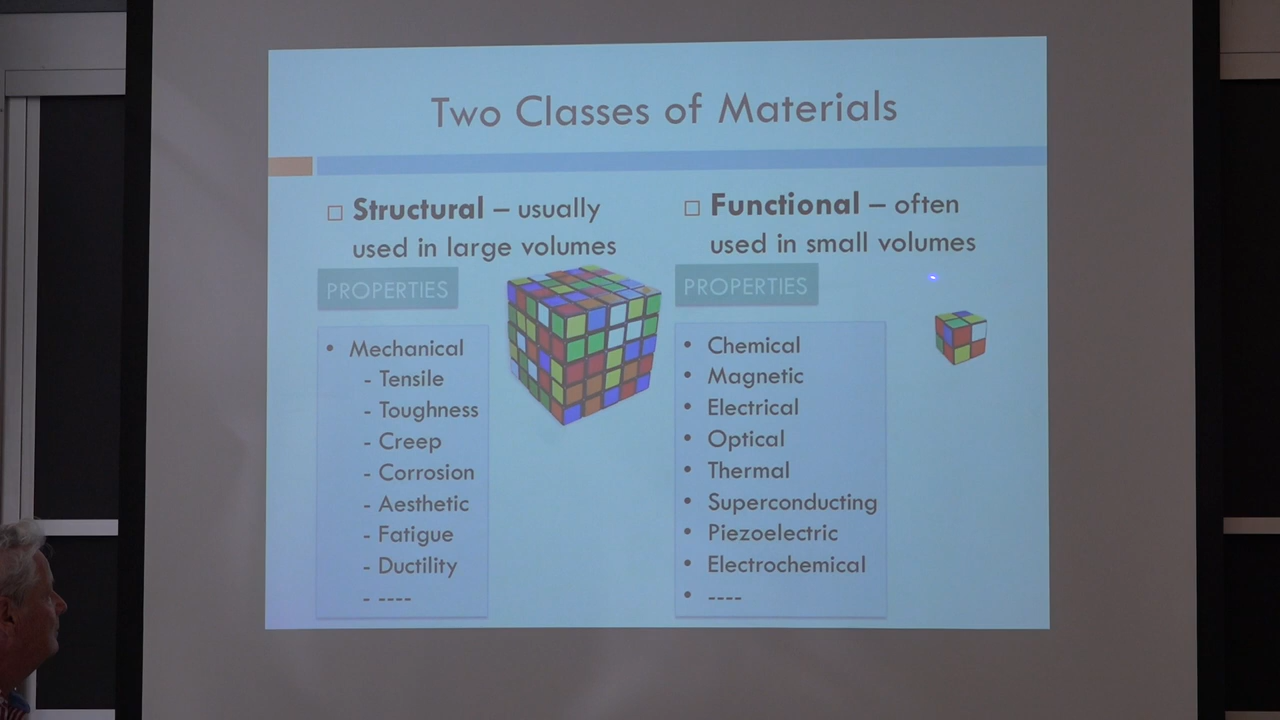 Two Classes of Materials
□ Structural – usually
used in large volumes
PROPERTIES
• Mechanical
- Tensile
- Toughness
- Creep
- Corrosion
- Aesthetic
- Fatigue
- Ductility
- ----
□ Functional – often
used in small volumes
PROPERTIES
• Chemical
• Magnetic
• Electrical
• Optical
• Thermal
• Superconducting
• Piezoelectric
• Electrochemical
• ----